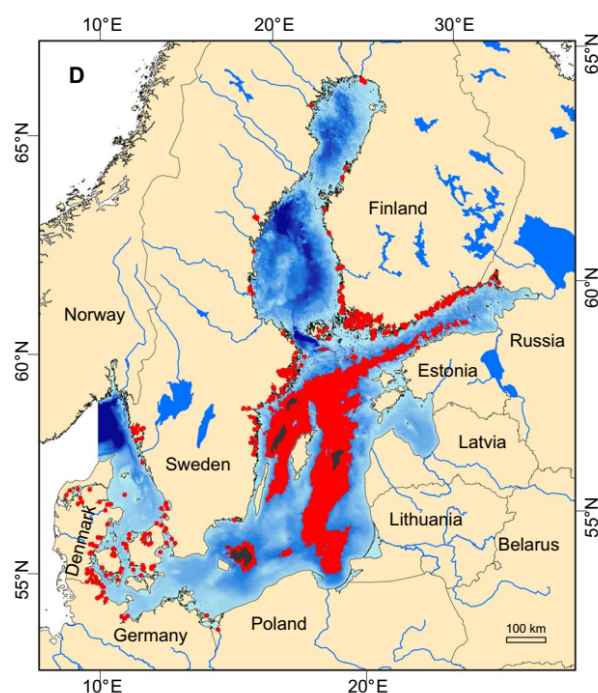 10°E
20°E
30°E
D
65°N
65°N
Finland
60°N
Norway
Russia
60°N
Estonia
Latvia
Sweden
Lithuania
55°N
Denmark
Belarus
55°N
Poland
Germany
100 km
10°E
20°E